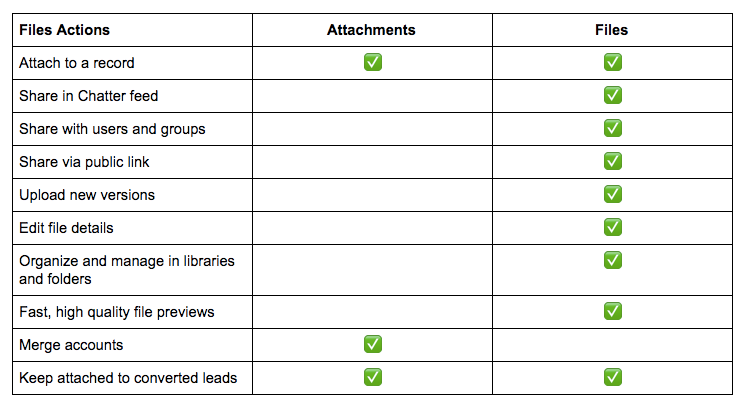 Files Actions Attachments Files
Attach to a record ✅ ✅
Share in Chatter feed ✅
Share with users and groups ✅
Share via public link ✅
Upload new versions ✅
Edit file details ✅
Organize and manage in libraries
and folders ✅
Fast, high quality file previews ✅
Merge accounts ✅
Keep attached to converted leads ✅ ✅